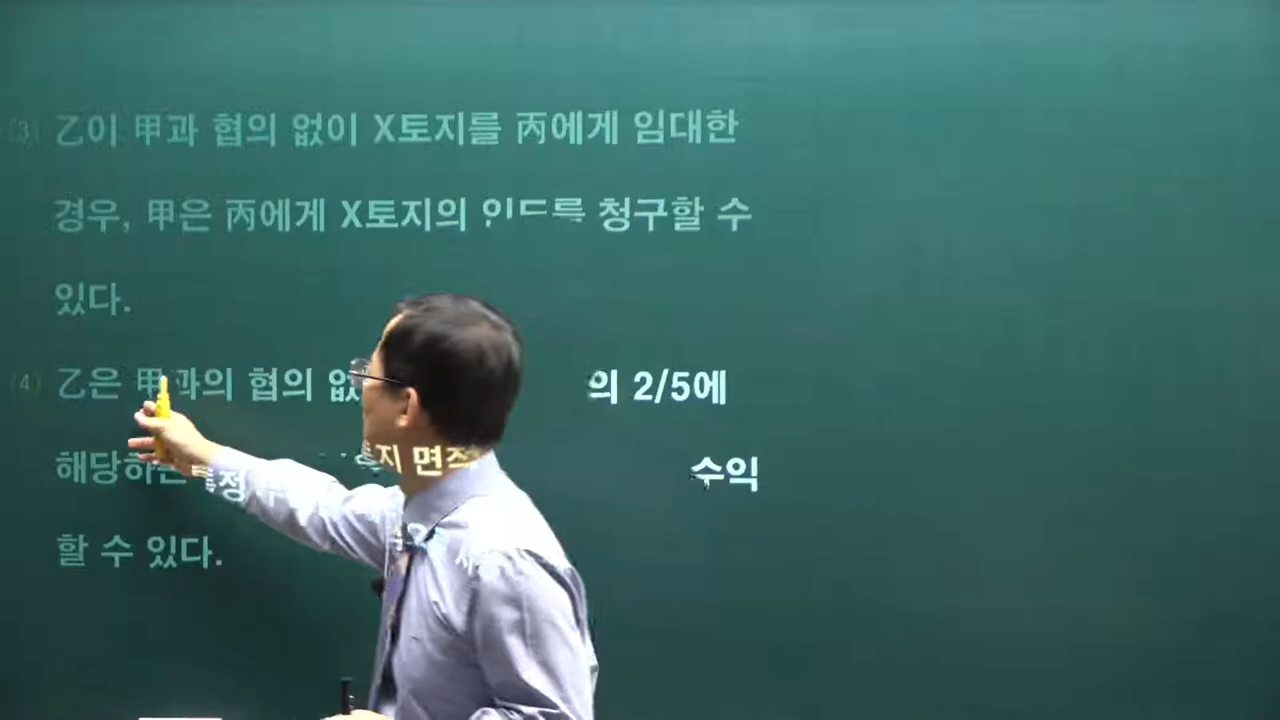 (3) 乙이 甲과 협의 없이 X토지를 丙에게 임대한
경우, 甲은 丙에게 X토지의 인도를 청구할 수
있다.
(4) 乙은 甲과의 협의 의 2/5에
해당하는 면적 수익
할 수 있다.